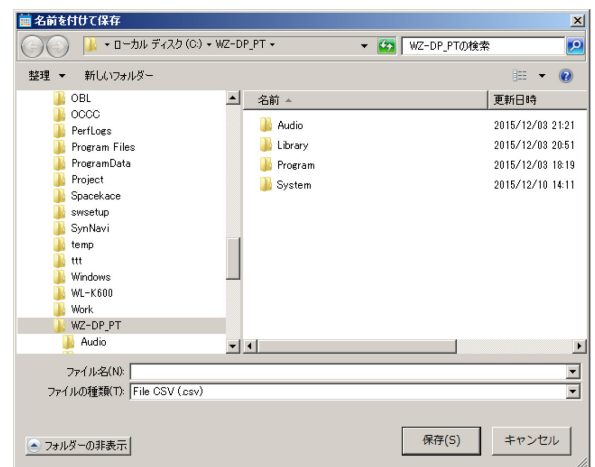 名前を付けて保存
ローカル ディスク (C:) WZ-DP_PT WZ-DP_PTの検索
整理 新しいフォルダー
OBL
OCCC
PerfLogs
Program Files
ProgramData
Project
Spacekace
swsetup
SynNavi
temp
ttt
Windows
WL-K600
Work
WZ-DP_PT
Audio
名前 更新日時
Audio 2015/12/03 21:21
Library 2015/12/03 20:51
Program 2015/12/03 18:19
System 2015/12/10 14:11
ファイル名(N):
ファイルの種類(T): File CSV (.csv)
フォルダーの非表示 保存(S) キャンセル